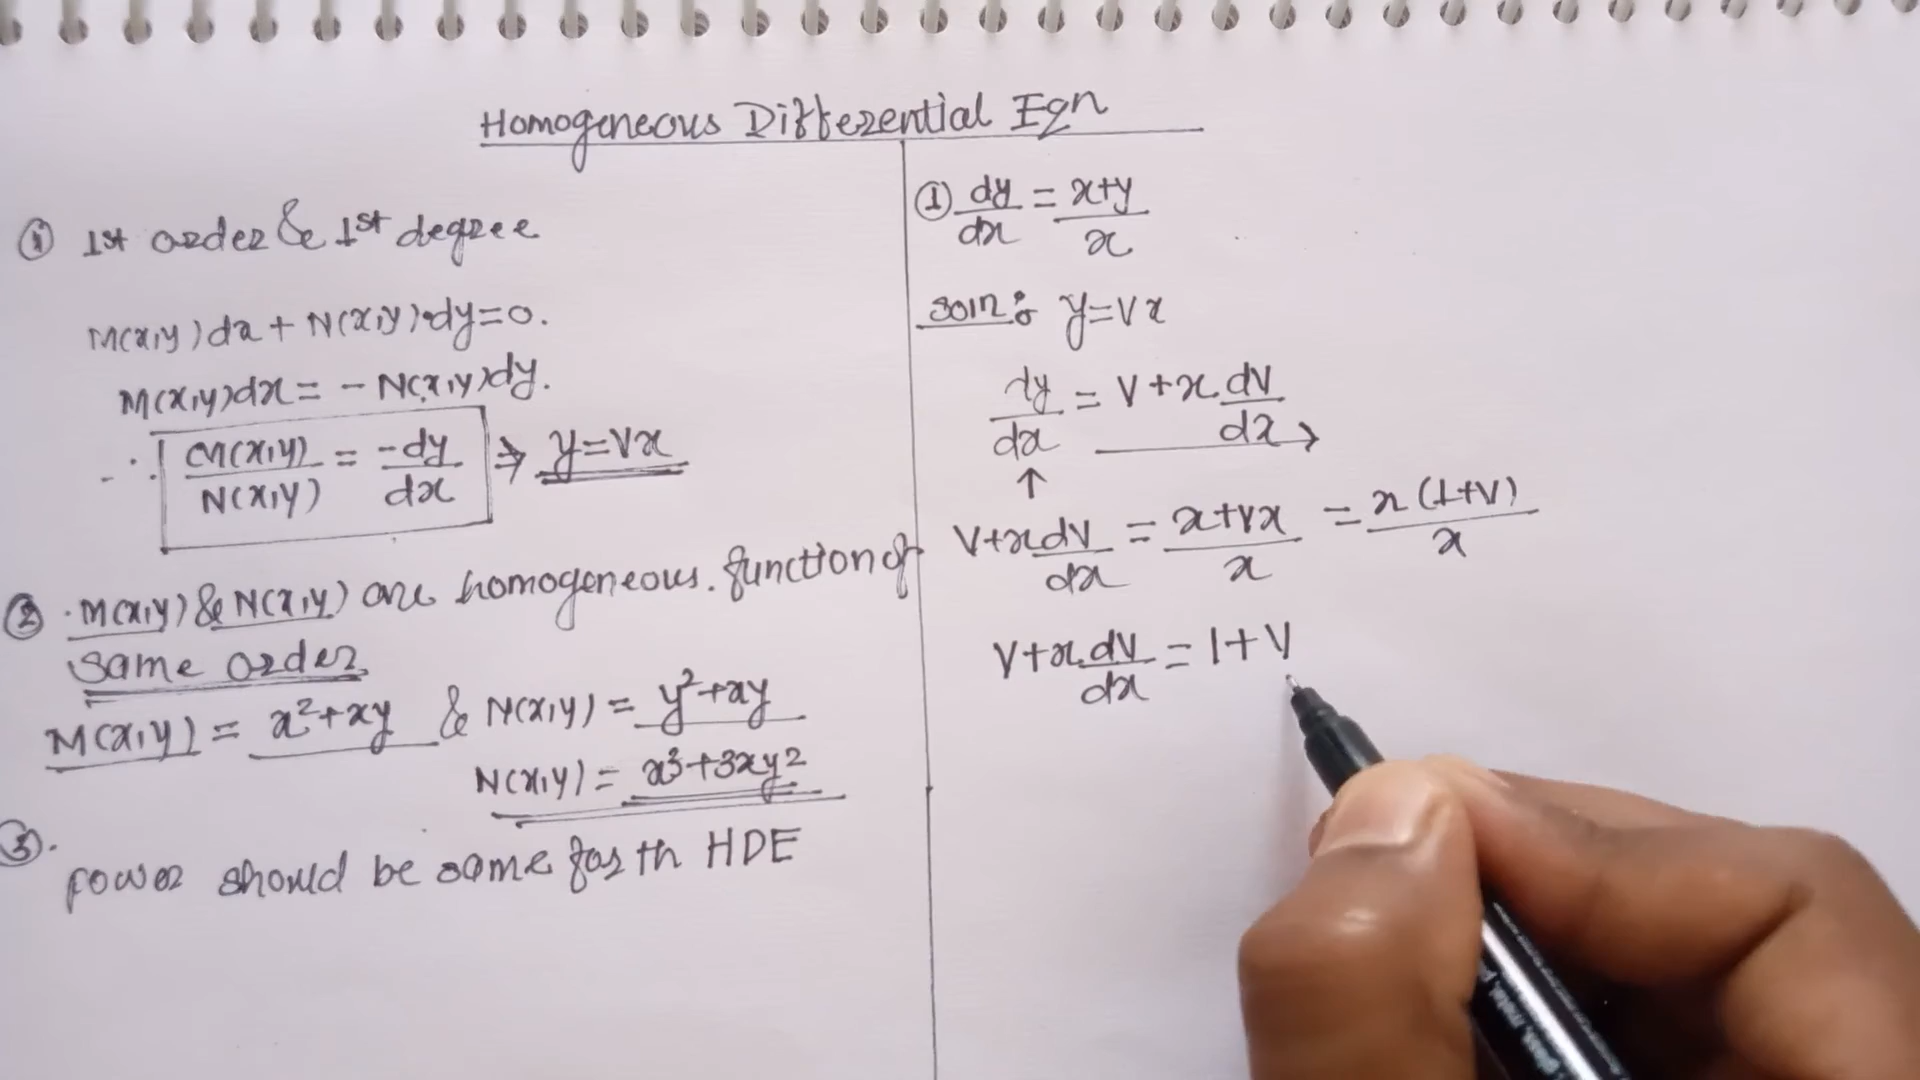 Homogeneous Differential Eqn
① 1st order & 1st degree
M(x,y)dx + N(x,y)dy=0.
M(x,y)dx = - N(x,y)dy.
∴ M(x,y)/N(x,y) = -dy/dx ⇒ y=vx
② M(x,y) & N(x,y) are homogeneous function of
same order
M(x,y) = x²+xy & N(x,y) = y²+xy
N(x,y) = x³+3xy²
③. power should be same for th HDE
① dy/dx = x+y/x
soln: y=vx
dy/dx = v+x.dv/dx →
↑
v+x dv/dx = x+vx/x = x(1+v)/x
v+x.dv/dx = 1+v